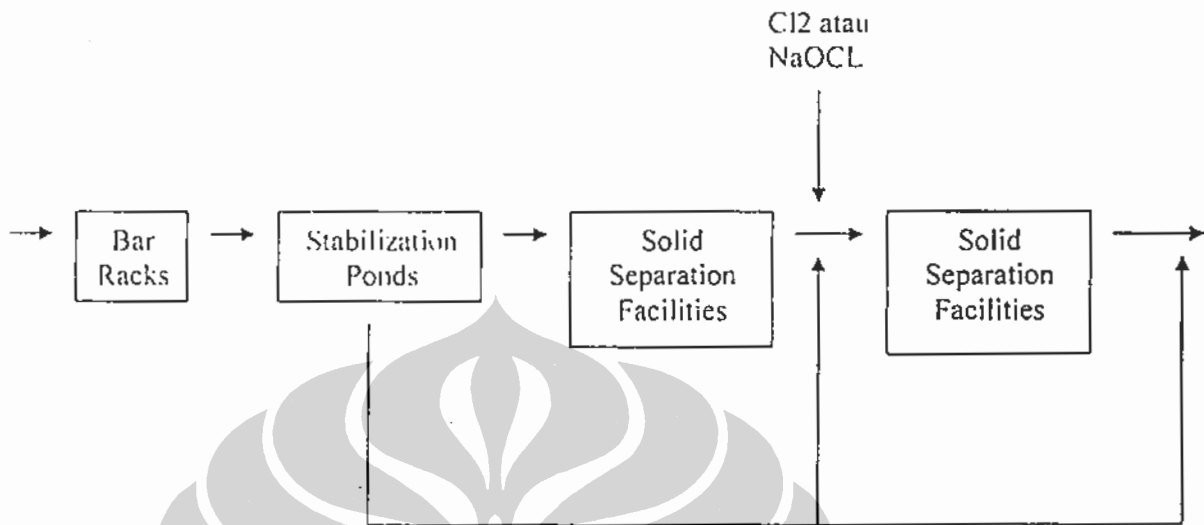 Cl2 atau
NaOCL
Bar
Racks
Stabilization
Ponds
Solid
Separation
Facilities
Solid
Separation
Facilities